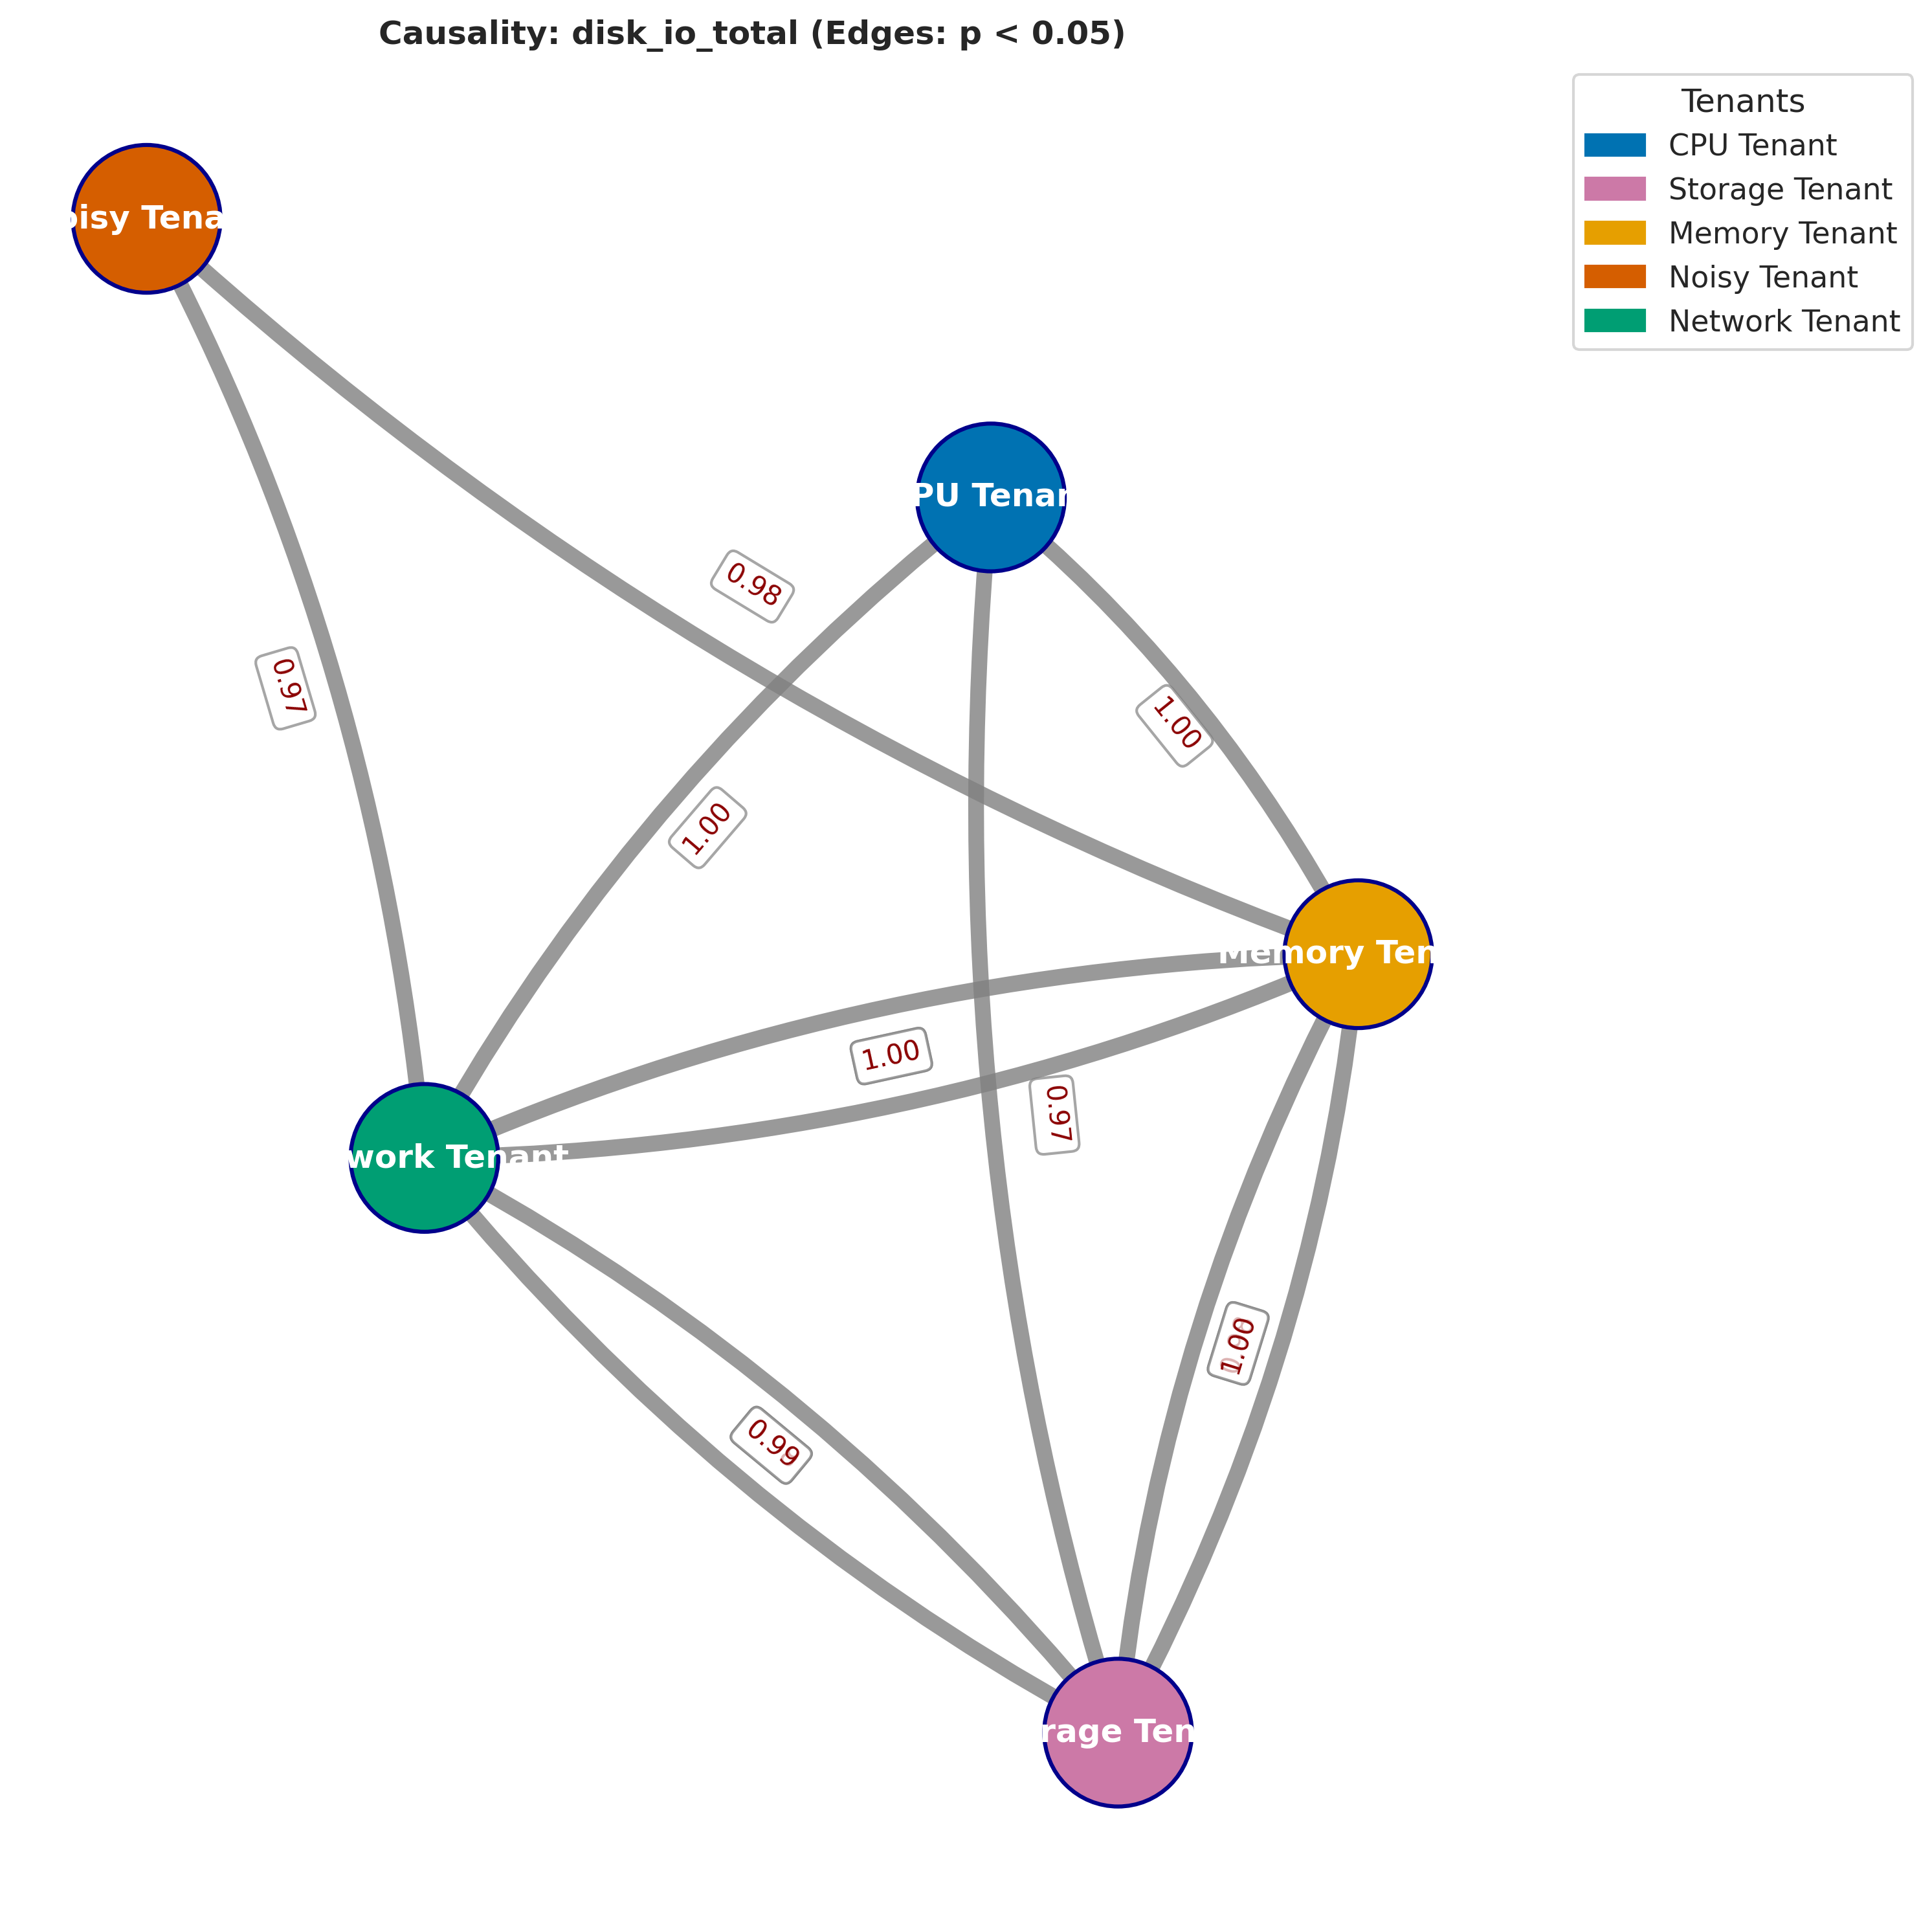 Causality: disk_io_total (Edges: p < 0.05)
Tenants
CPU Tenant
Storage Tenant
Memory Tenant
Noisy Tenant
Network Tenant
oisy Tena
PU Tenan
0.98
0.97
1.00
1.00
Memory Ten
1.00
0.97
work Tenant
1.00
0.99
rage Ten